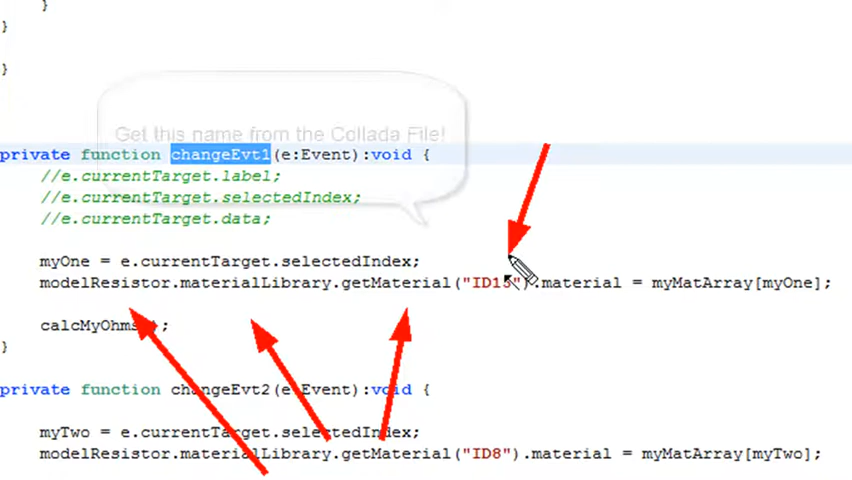 }
}
}
Get this name from the Collada File!
private function changeEvt1(e:Event):void {
//e.currentTarget.label;
//e.currentTarget.selectedIndex;
//e.currentTarget.data;
myOne = e.currentTarget.selectedIndex;
modelResistor.materialLibrary.getMaterial("ID15").material = myMatArray[myOne];
calcMyOhms();
}
private function changeEvt2(e:Event):void {
myTwo = e.currentTarget.selectedIndex;
modelResistor.materialLibrary.getMaterial("ID8").material = myMatArray[myTwo];